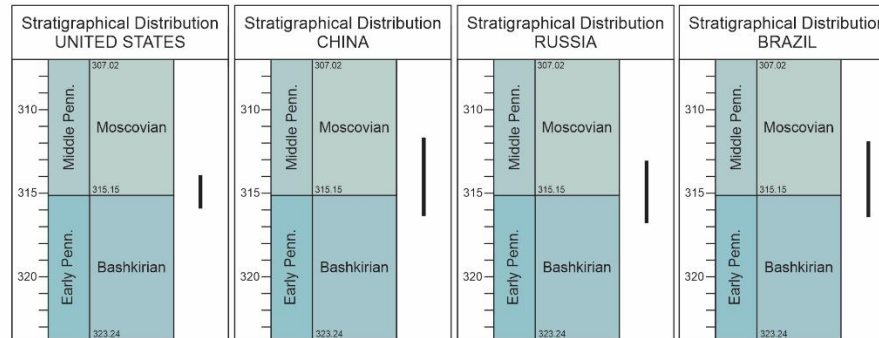 Stratigraphical Distribution
UNITED STATES
307.02
310
Middle Penn.
Moscovian
315
315.15
Early Penn.
Bashkirian
320
323.24
Stratigraphical Distribution
CHINA
307.02
310
Middle Penn.
Moscovian
315
315.15
Early Penn.
Bashkirian
320
323.24
Stratigraphical Distribution
RUSSIA
307.02
310
Middle Penn.
Moscovian
315
315.15
Early Penn.
Bashkirian
320
323.24
Stratigraphical Distribution
BRAZIL
307.02
310
Middle Penn.
Moscovian
315
315.15
Early Penn.
Bashkirian
320
323.24